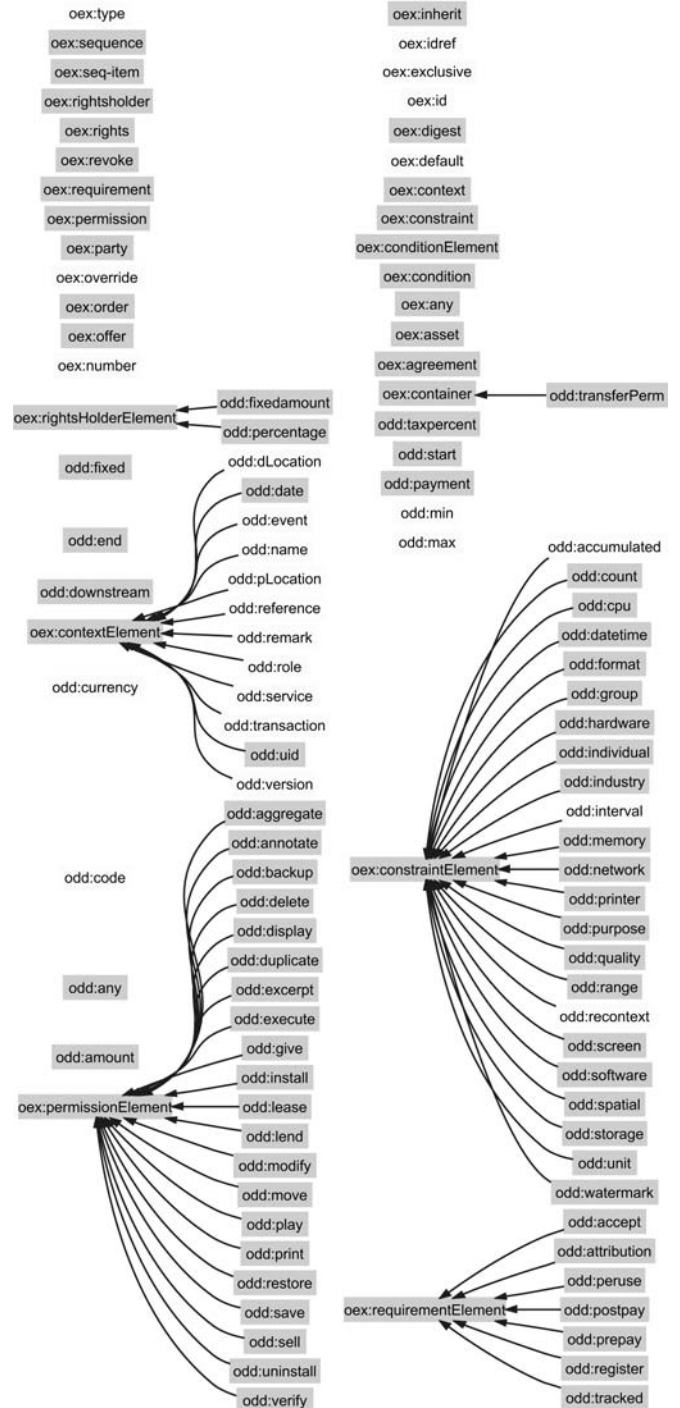 oex:type
oex:sequence
oex:seq-item
oex:rightsholder
oex:rights
oex:revoke
oex:requirement
oex:permission
oex:party
oex:override
oex:order
oex:offer
oex:number
oex:rightsHolderElement
odd:fixedamount
odd:percentage
odd:fixed
odd:end
odd:downstream
oex:contextElement
odd:currency
odd:dLocation
odd:date
odd:event
odd:name
odd:pLocation
odd:reference
odd:remark
odd:role
odd:service
odd:transaction
odd:uid
odd:version
odd:code
odd:any
odd:amount
oex:permissionElement
odd:aggregate
odd:annotate
odd:backup
odd:delete
odd:display
odd:duplicate
odd:excerpt
odd:execute
odd:give
odd:install
odd:lease
odd:lend
odd:modify
odd:move
odd:play
odd:print
odd:restore
odd:save
odd:sell
odd:uninstall
odd:verify
oex:inherit
oex:idref
oex:exclusive
oex:id
oex:digest
oex:default
oex:context
oex:constraint
oex:conditionElement
oex:condition
oex:any
oex:asset
oex:agreement
oex:container
odd:transferPerm
odd:taxpercent
odd:start
odd:payment
odd:min
odd:max
oex:constraintElement
odd:accumulated
odd:count
odd:cpu
odd:datetime
odd:format
odd:group
odd:hardware
odd:individual
odd:industry
odd:interval
odd:memory
odd:network
odd:printer
odd:purpose
odd:quality
odd:range
odd:recontext
odd:screen
odd:software
odd:spatial
odd:storage
odd:unit
odd:watermark
oex:requirementElement
odd:accept
odd:attribution
odd:peruse
odd:postpay
odd:prepay
odd:register
odd:tracked